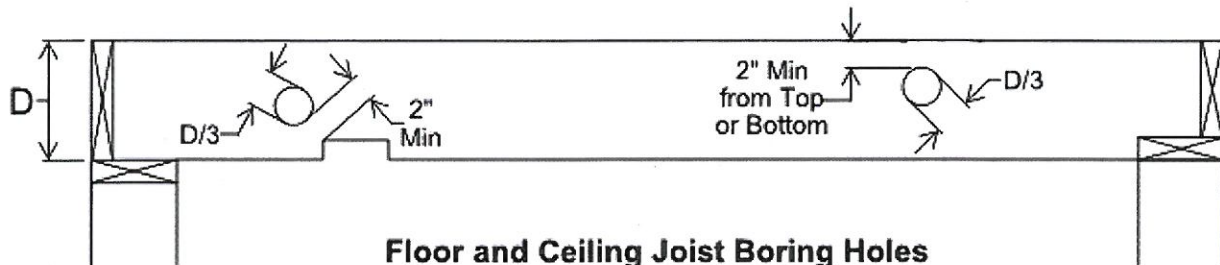 D
D/3
2"
Min
2" Min
from Top
or Bottom
D/3
Floor and Ceiling Joist Boring Holes